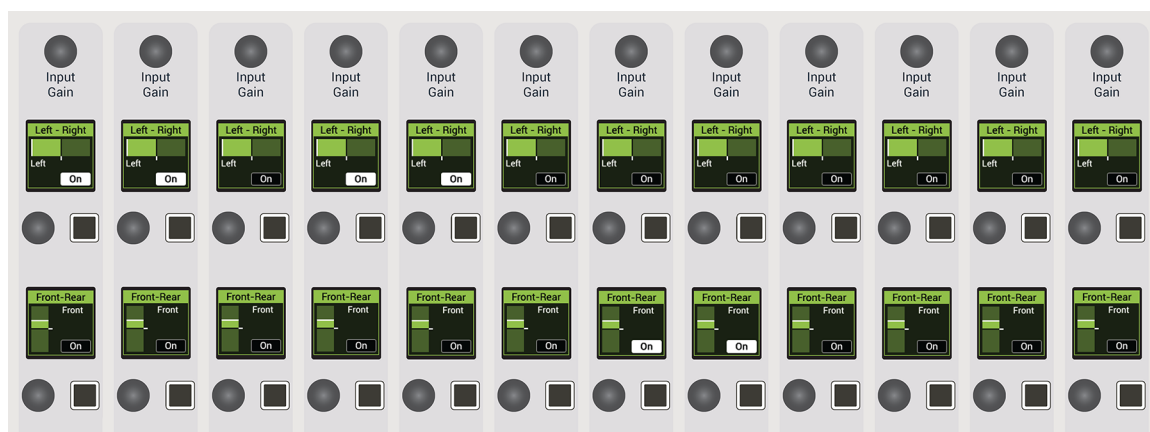 Input Input Input Input Input Input Input Input Input Input Input Input
Gain Gain Gain Gain Gain Gain Gain Gain Gain Gain Gain Gain
Left - Right Left - Right Left - Right Left - Right Left - Right Left - Right Left - Right Left - Right Left - Right Left - Right Left - Right Left - Right
Left Left Left Left Left Left Left Left Left Left Left Left
On On On On On On On On On On On On
Front-Rear Front-Rear Front-Rear Front-Rear Front-Rear Front-Rear Front-Rear Front-Rear Front-Rear Front-Rear Front-Rear Front-Rear
Front Front Front Front Front Front Front Front Front Front Front Front
On On On On On On On On On On On On